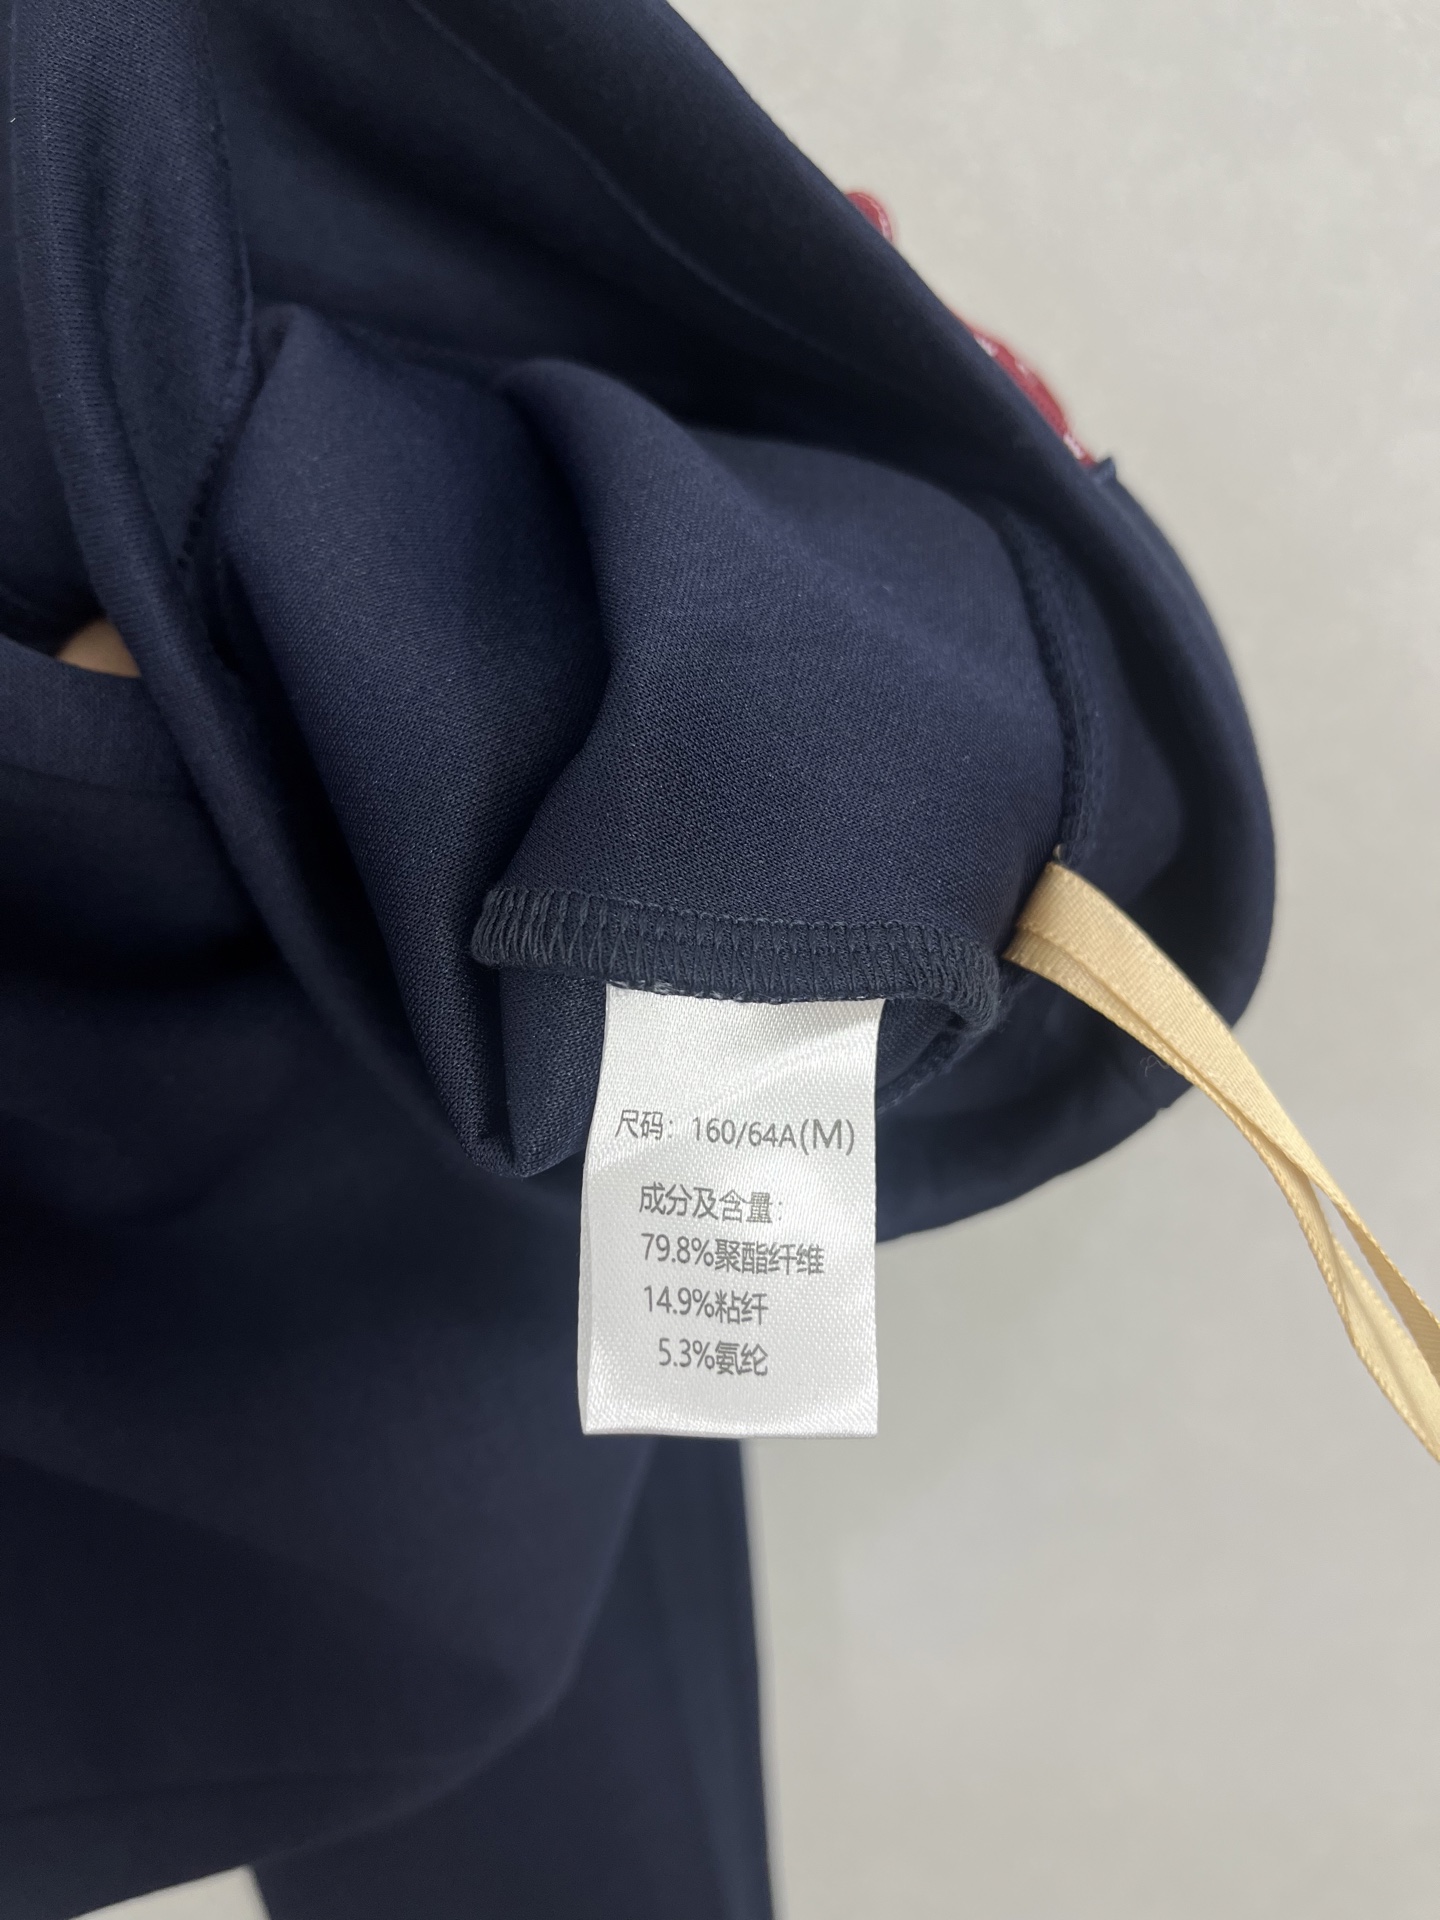 尺码：160/64A(M)
成分及含量：
79.8%聚酯纤维
14.9%粘纤
5.3%氨纶